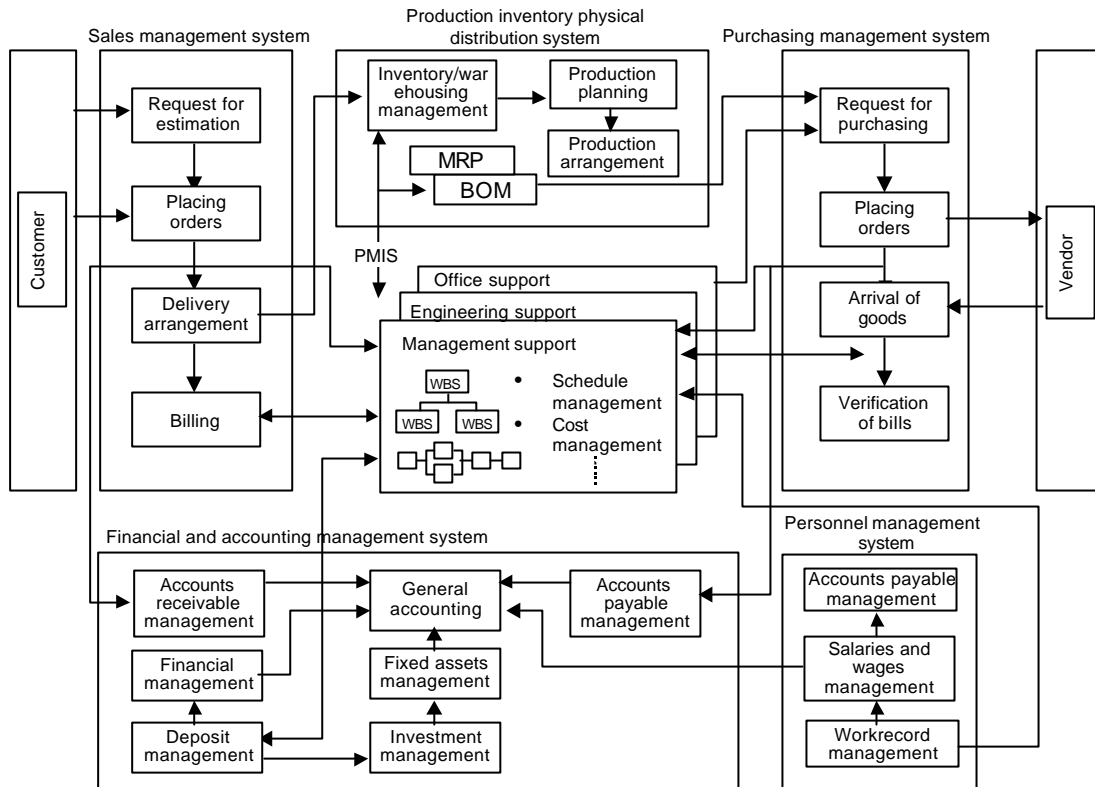 Production inventory physical
distribution system
Sales management system
Purchasing management system
Customer
Request for
estimation
Placing
orders
Delivery
arrangement
Billing
Inventory/war
ehousing
management
Production
planning
Production
arrangement
MRP
BOM
PMIS
Office support
Engineering support
Management support
WBS
WBS
WBS
• Schedule
management
• Cost
management
Request for
purchasing
Placing
orders
Arrival of
goods
Verification
of bills
Vendor
Financial and accounting management system
Accounts
receivable
management
General
accounting
Accounts
payable
management
Financial
management
Fixed assets
management
Deposit
management
Investment
management
Personnel management
system
Accounts payable
management
Salaries and
wages
management
Workrecord
management